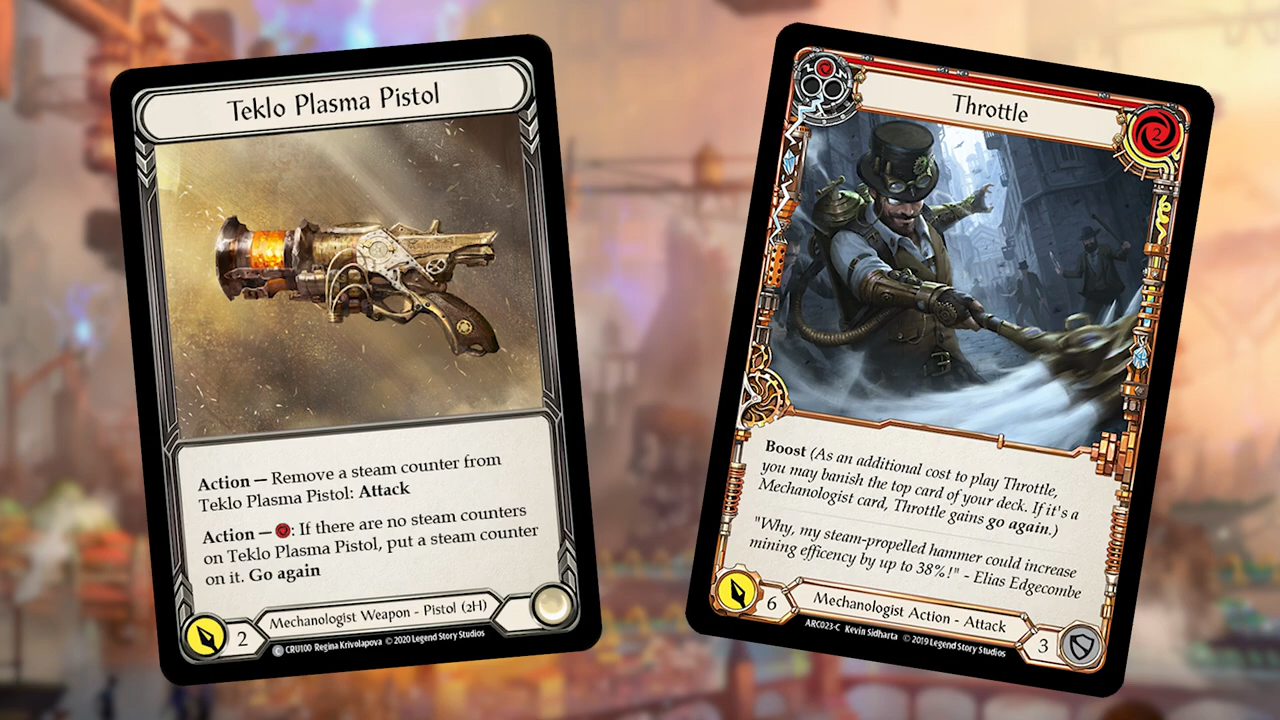 Teklo Plasma Pistol
Action — Remove a steam counter from
Teklo Plasma Pistol: Attack
Action — : If there are no steam counters
on Teklo Plasma Pistol, put a steam counter
on it. Go again
2
Mechanologist Weapon - Pistol (2H)
C CRU100 Regina Krivolapova © 2020 Legend Story Studios
Throttle
2
Boost (As an additional cost to play Throttle,
you may banish the top card of your deck. If it's a
Mechanologist card, Throttle gains go again.)
"Why, my steam-propelled hammer could increase
mining efficency by up to 38%!" - Elias Edgecombe
6
Mechanologist Action - Attack
3
ARC023-C Kevin Sidharta © 2019 Legend Story Studios